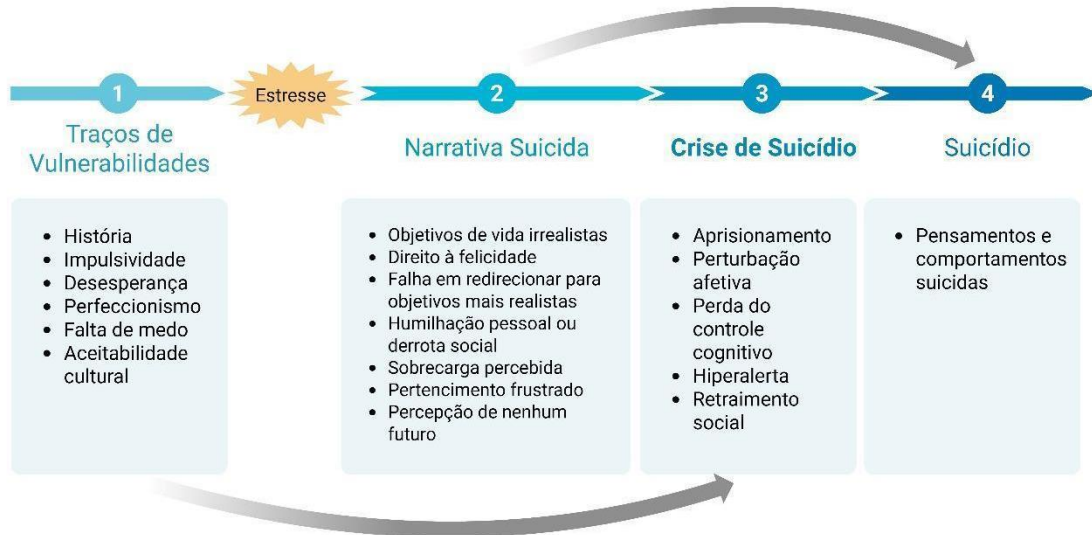 1
Traços de
Vulnerabilidades
Estresse
2
Narrativa Suicida
3
Crise de Suicídio
4
Suicídio
• História
• Impulsividade
• Desesperança
• Perfeccionismo
• Falta de medo
• Aceitabilidade
cultural
• Objetivos de vida irrealistas
• Direito à felicidade
• Falha em redirecionar para
objetivos mais realistas
• Humilhação pessoal ou
derrota social
• Sobrecarga percebida
• Pertencimento frustrado
• Percepção de nenhum
futuro
• Aprisionamento
• Perturbação
afetiva
• Perda do
controle
cognitivo
• Hiperalerta
• Retraimento
social
• Pensamentos e
comportamentos
suicidas